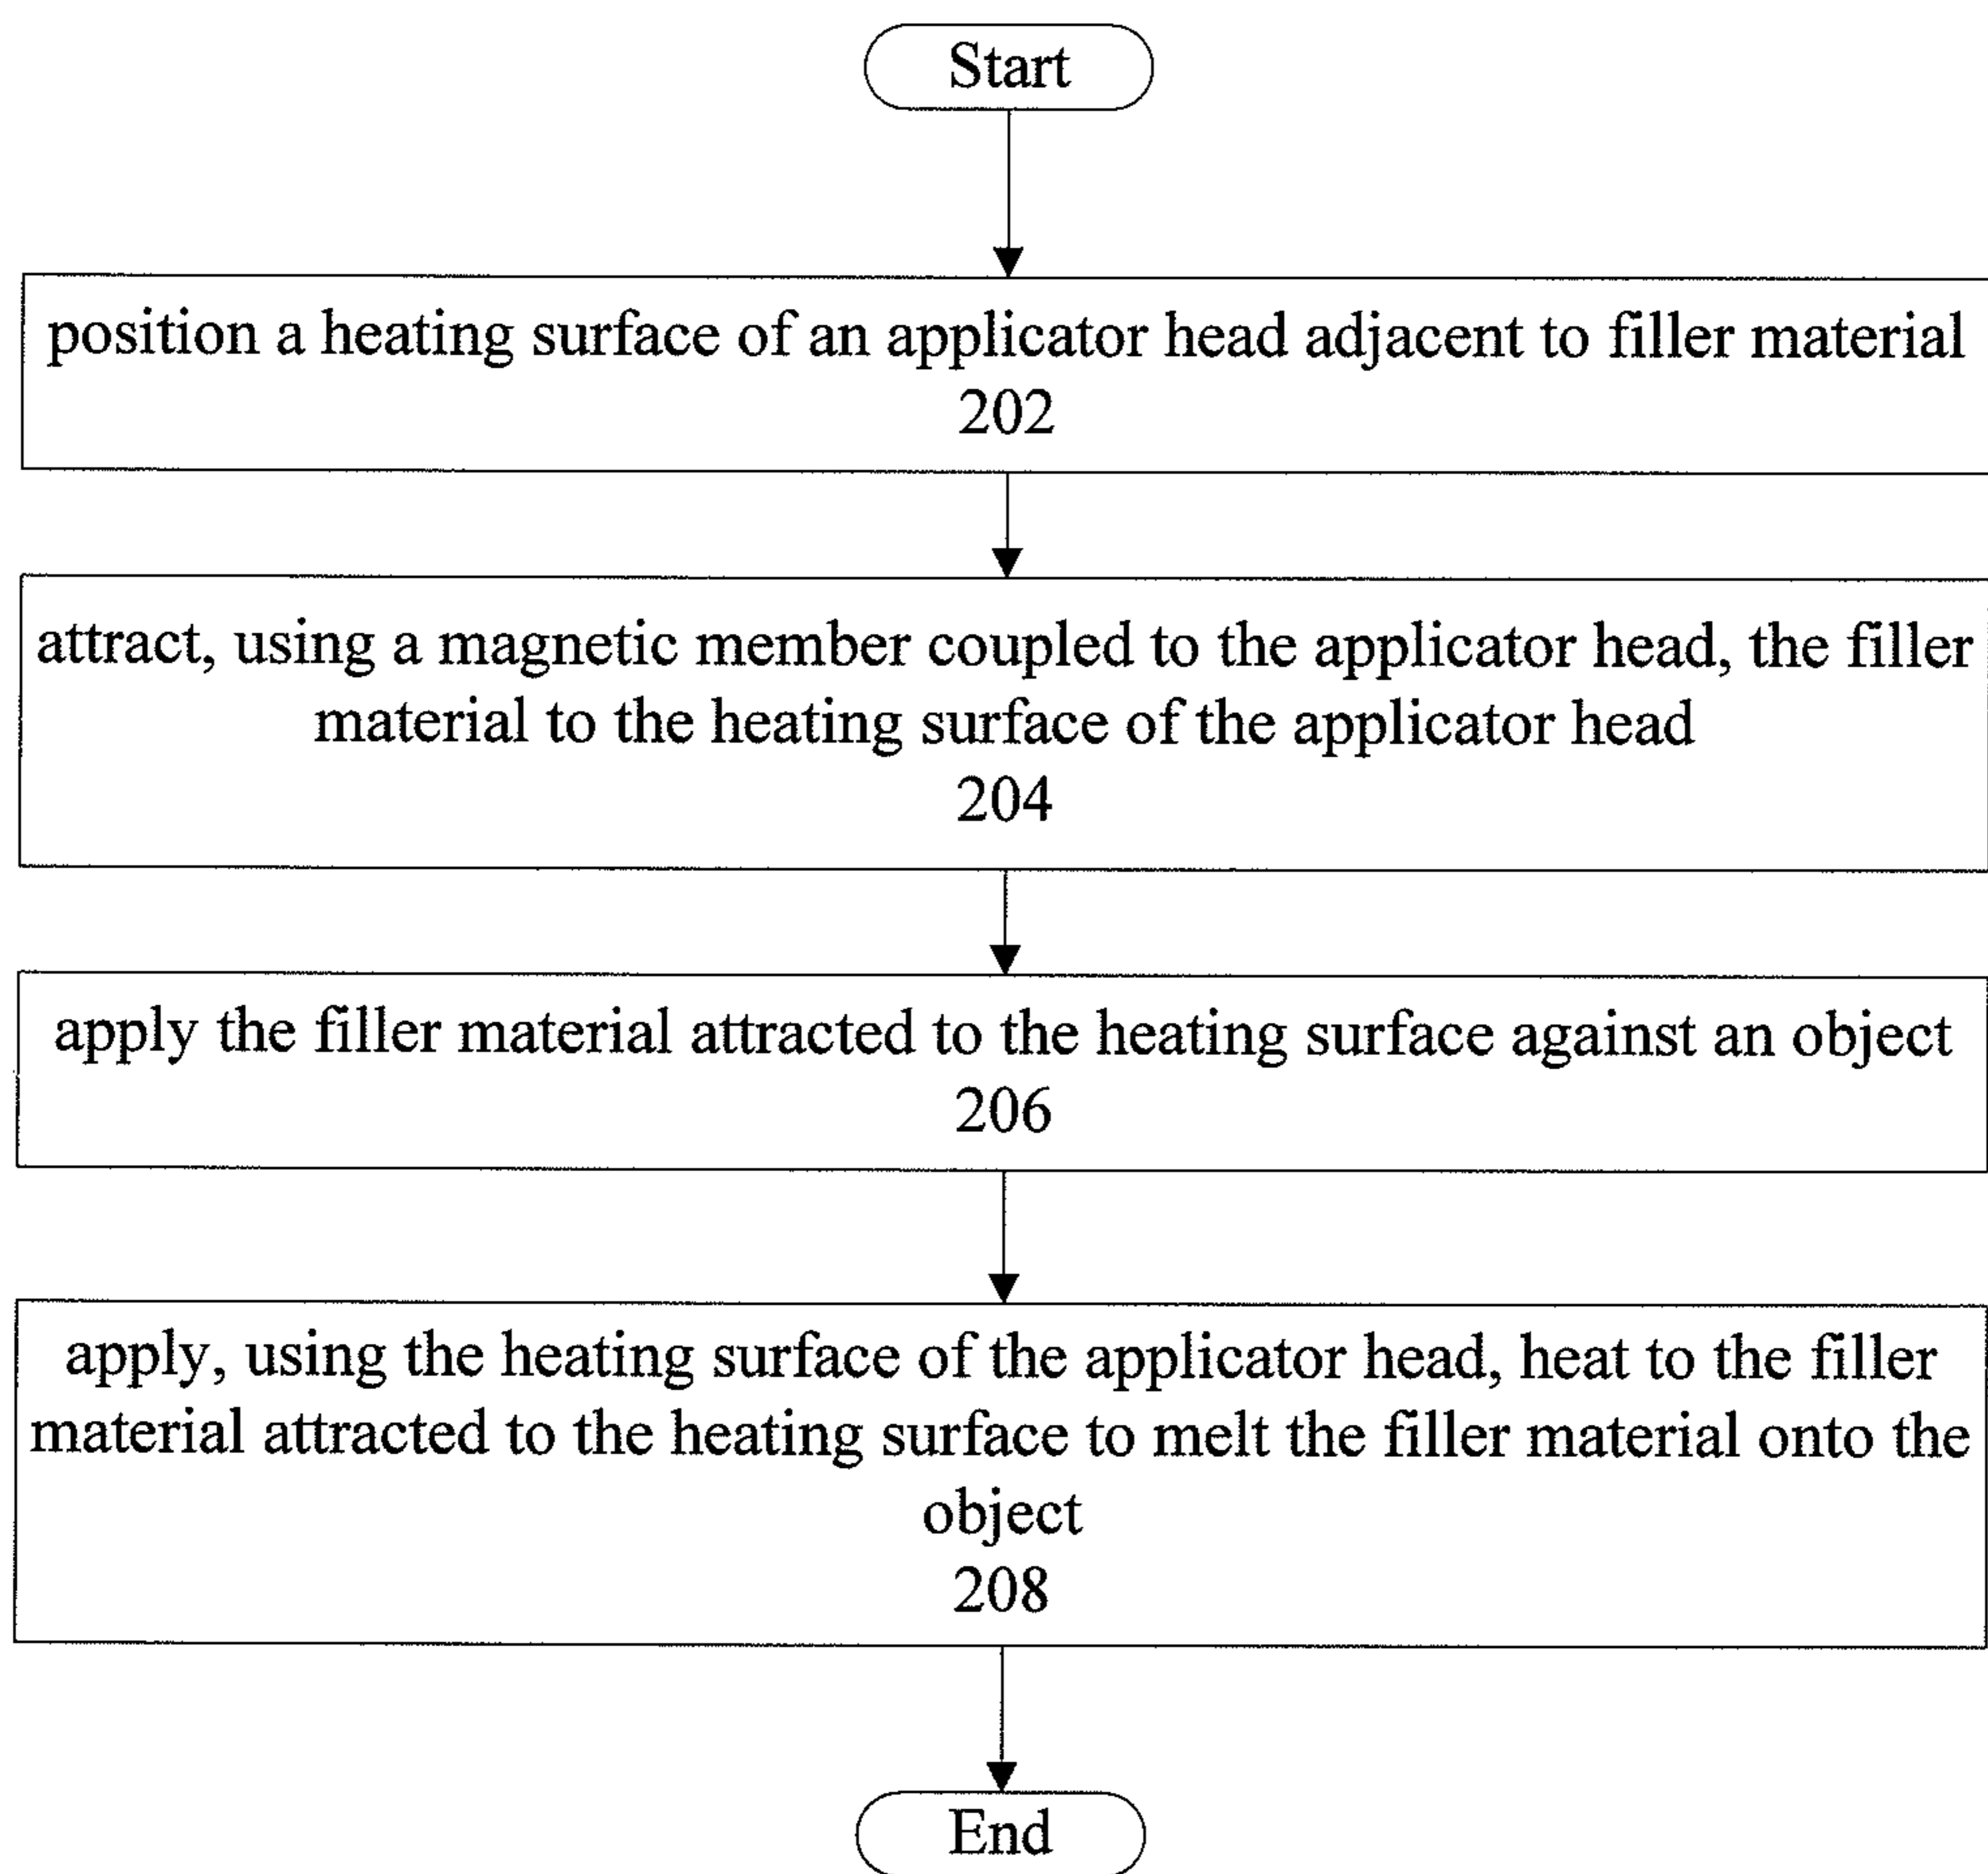 Start
position a heating surface of an applicator head adjacent to filler material
202
attract, using a magnetic member coupled to the applicator head, the filler
material to the heating surface of the applicator head
204
apply the filler material attracted to the heating surface against an object
206
apply, using the heating surface of the applicator head, heat to the filler
material attracted to the heating surface to melt the filler material onto the
object
208
End